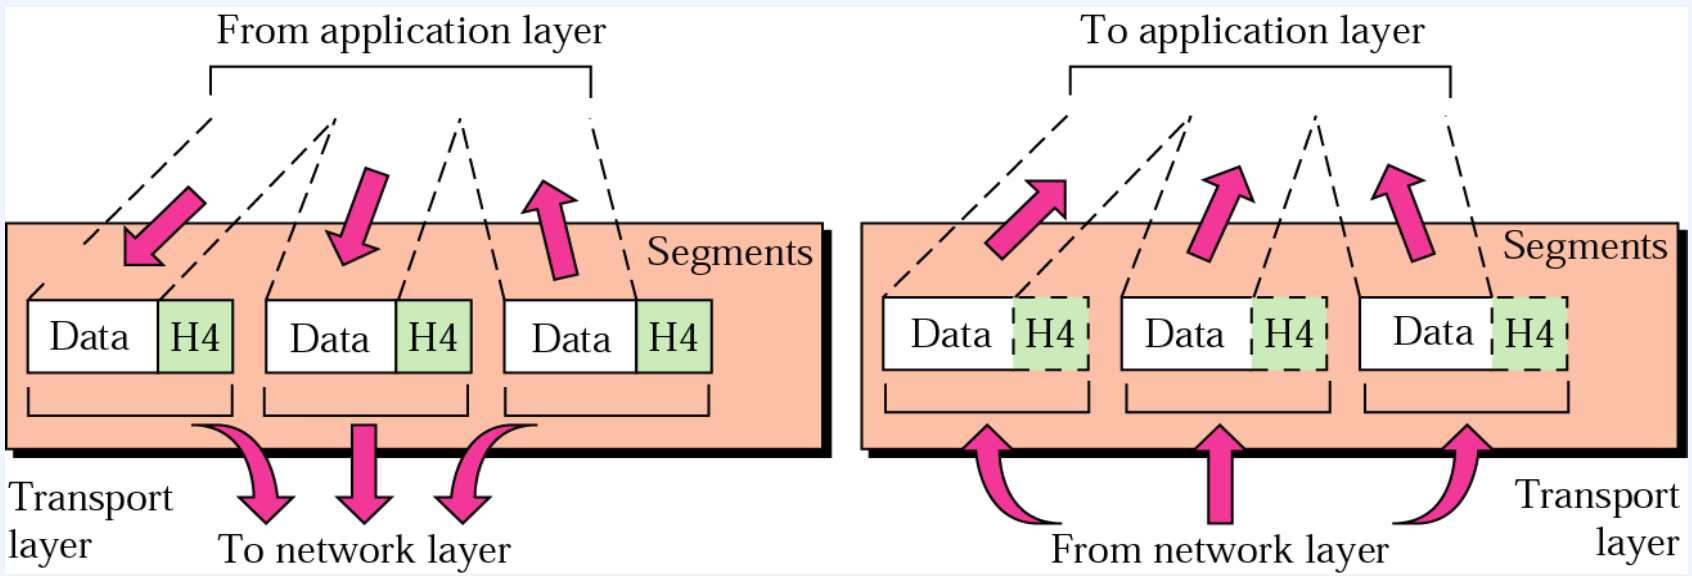 From application layer
Segments
Data H4 Data H4 Data H4
Transport
layer
To network layer
To application layer
Segments
Data H4 Data H4 Data H4
From network layer
Transport
layer